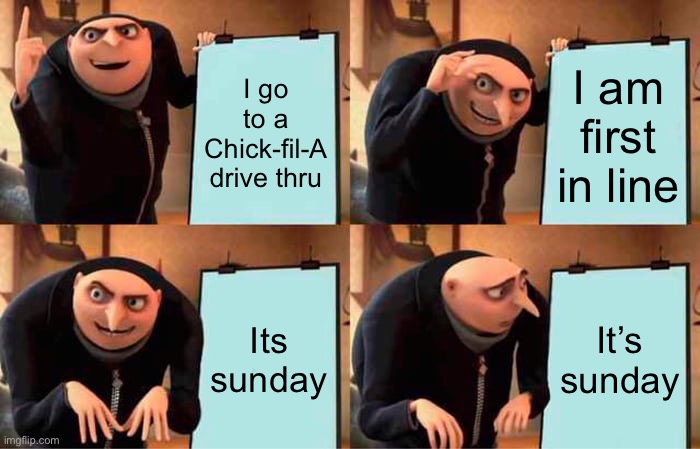 I go
to a
Chick-fil-A
drive thru
I am
first
in line
Its
sunday
It’s
sunday
imgflip.com